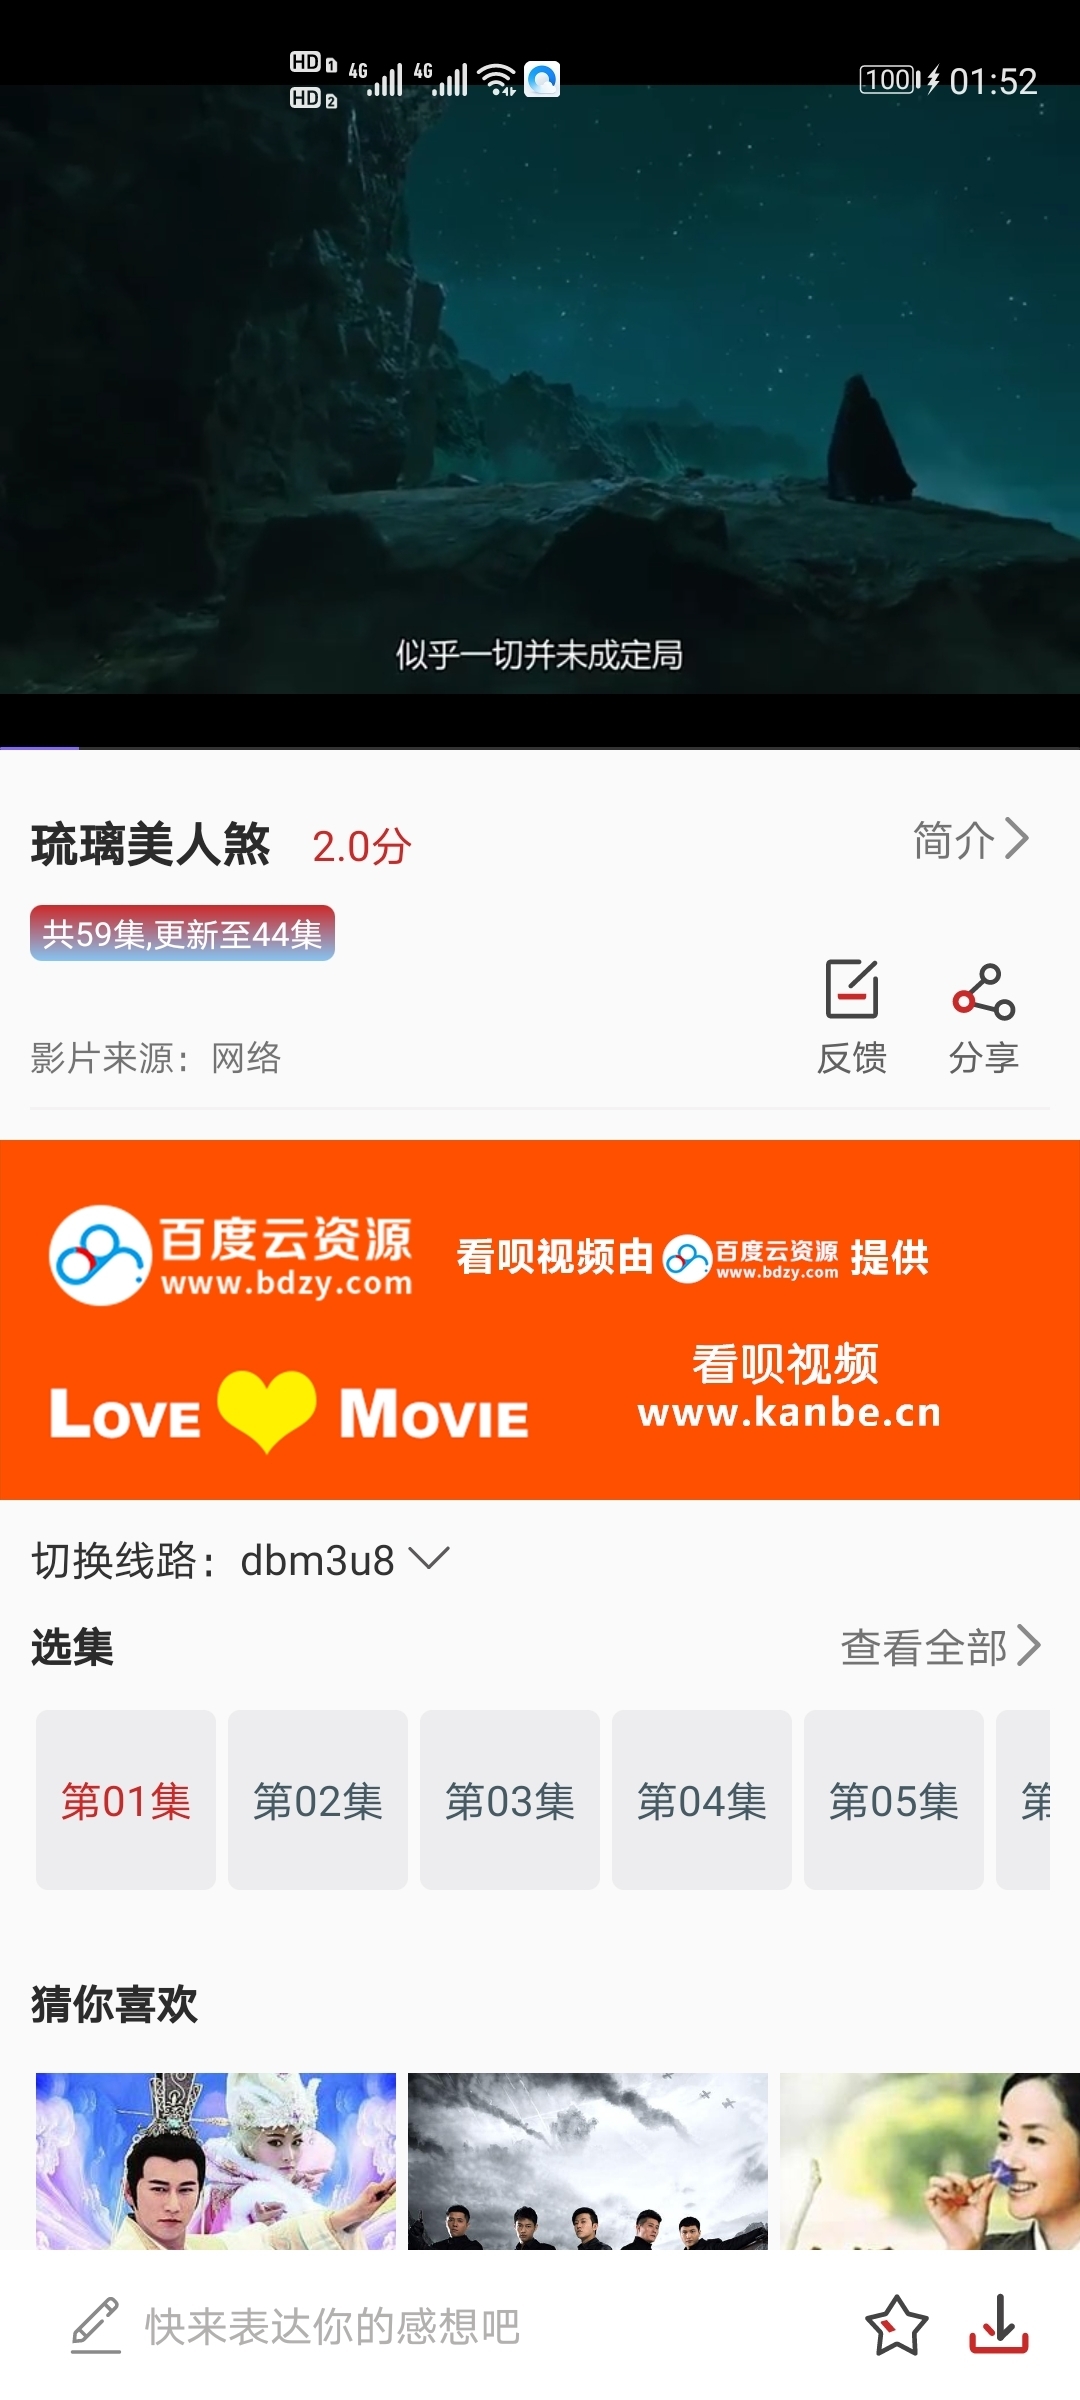 HD 1 4G 4G 100 01:52
HD 2
似乎一切并未成定局
琉璃美人煞 2.0分 简介
共59集,更新至44集
影片来源：网络 反馈 分享
百度云资源
www.bdzy.com
看呗视频由 百度云资源 www.bdzy.com 提供
LOVE MOVIE
看呗视频
www.kanbe.cn
切换线路：dbm3u8
选集 查看全部
第01集 第02集 第03集 第04集 第05集 第
猜你喜欢
快来表达你的感想吧